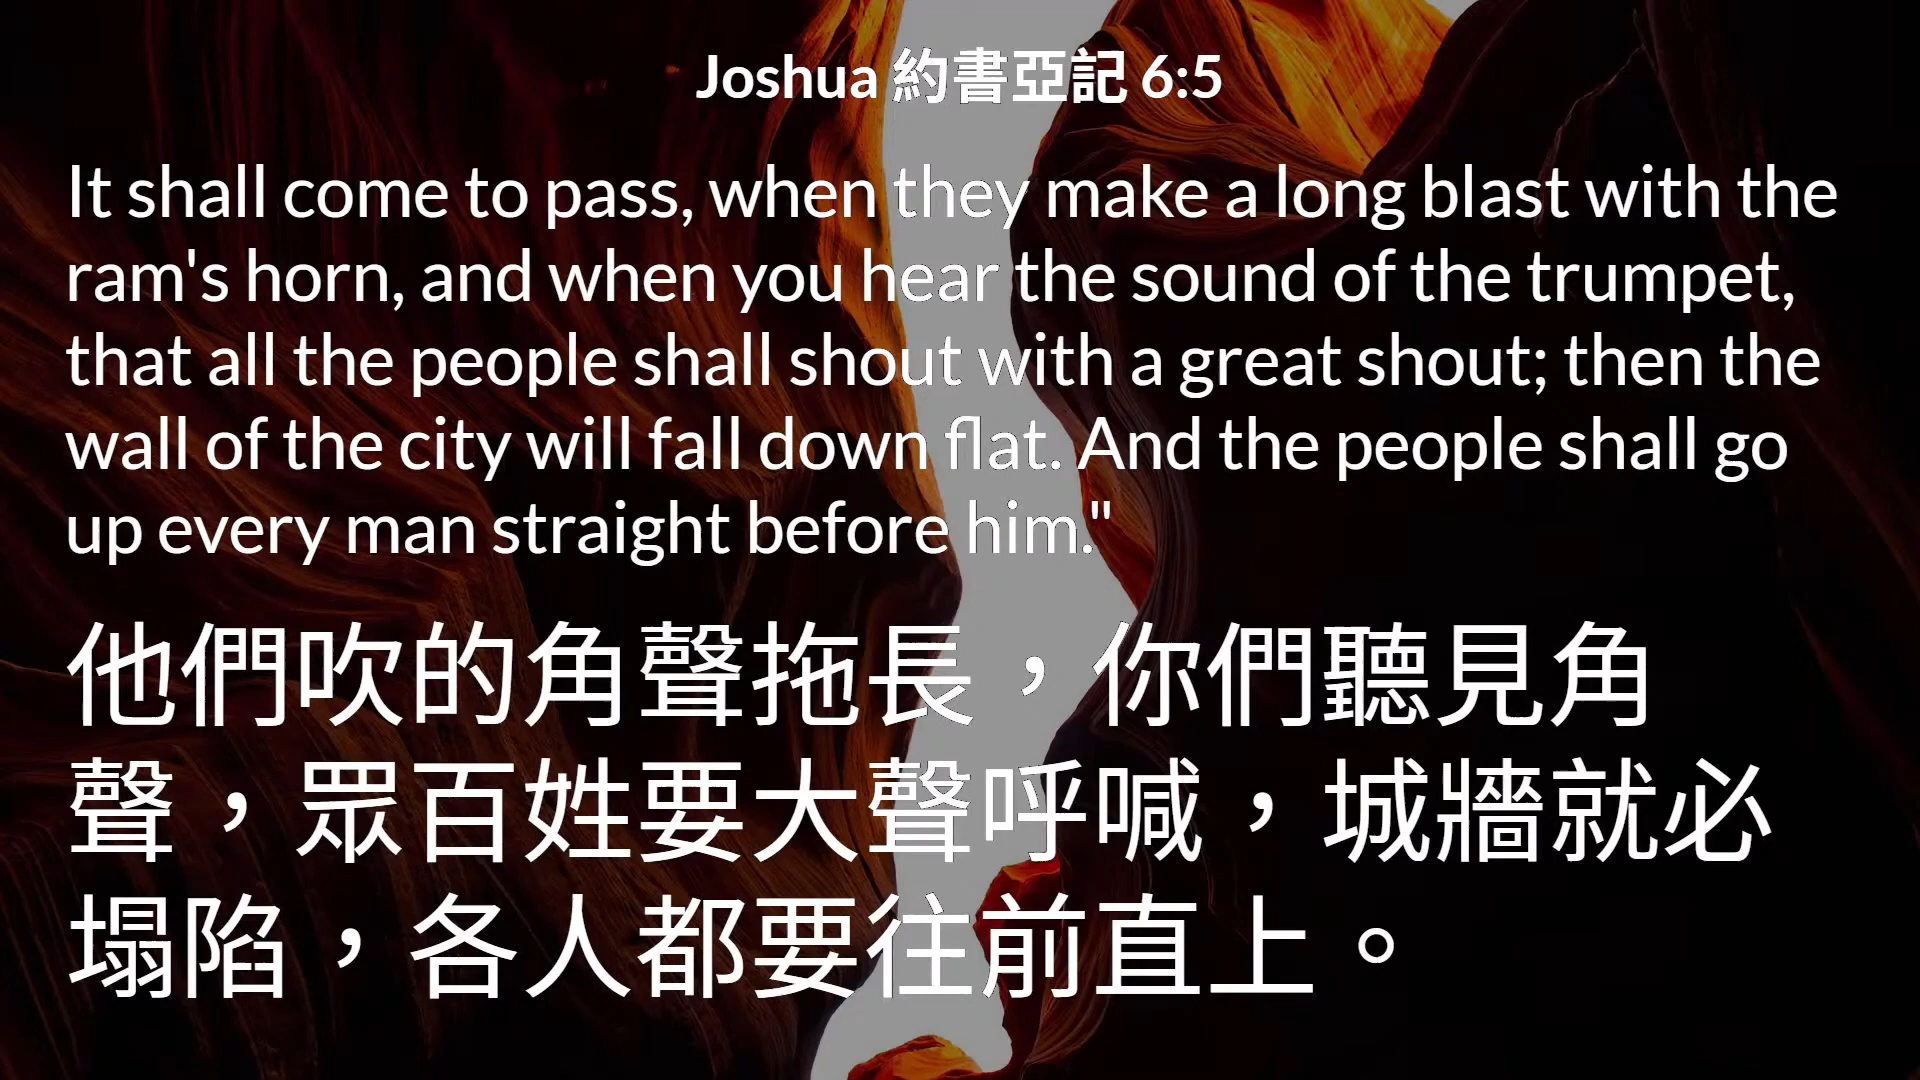 Joshua 約書亞記 6:5
It shall come to pass, when they make a long blast with the
ram's horn, and when you hear the sound of the trumpet,
that all the people shall shout with a great shout; then the
wall of the city will fall down flat. And the people shall go
up every man straight before him."
他們吹的角聲拖長，你們聽見角
聲，眾百姓要大聲呼喊，城牆就必
塌陷，各人都要往前直上。